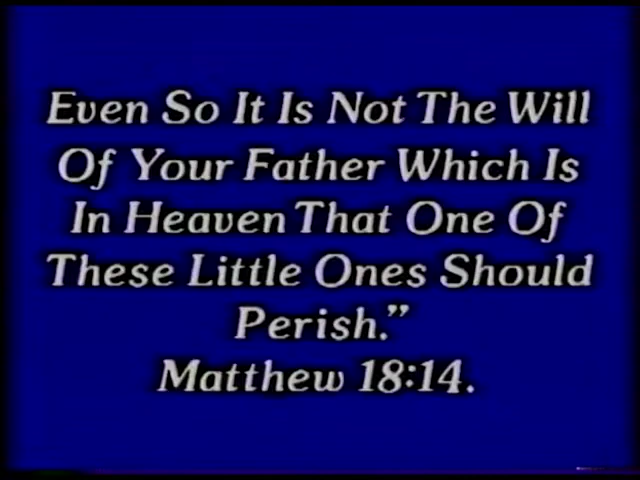 Even So It Is Not The Will
Of Your Father Which Is
In Heaven That One Of
These Little Ones Should
Perish.”
Matthew 18:14.